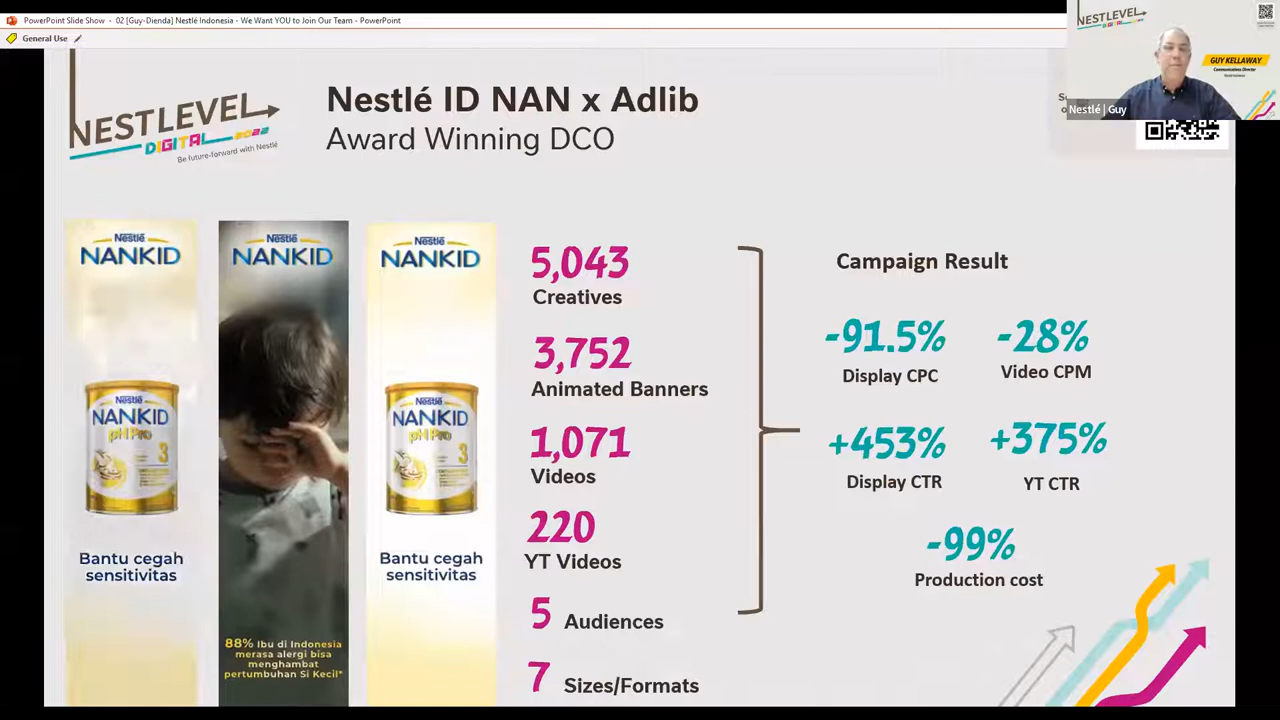 PowerPoint Slide Show - 02 [Guy-Dienda] Nestlé Indonesia - We Want YOU to Join Our Team - PowerPoint
General Use
NESTLEVEL
DIGITAL 2022
Be future-forward with Nestlé
Nestlé ID NAN x Adlib
Award Winning DCO
NESTLEVEL
GUY KELLAWAY
Communications Director
Nestlé | Guy
Nestlé
NANKID
Nestlé
NANKID
pH Pro
3
Bantu cegah
sensitivitas
Nestlé
NANKID
88% Ibu di Indonesia
merasa alergi bisa
menghambat
pertumbuhan Si Kecil*
Nestlé
NANKID
Nestlé
NANKID
pH Pro
3
Bantu cegah
sensitivitas
5,043
Creatives
3,752
Animated Banners
1,071
Videos
220
YT Videos
5 Audiences
7 Sizes/Formats
Campaign Result
-91.5%
Display CPC
-28%
Video CPM
+453%
Display CTR
+375%
YT CTR
-99%
Production cost